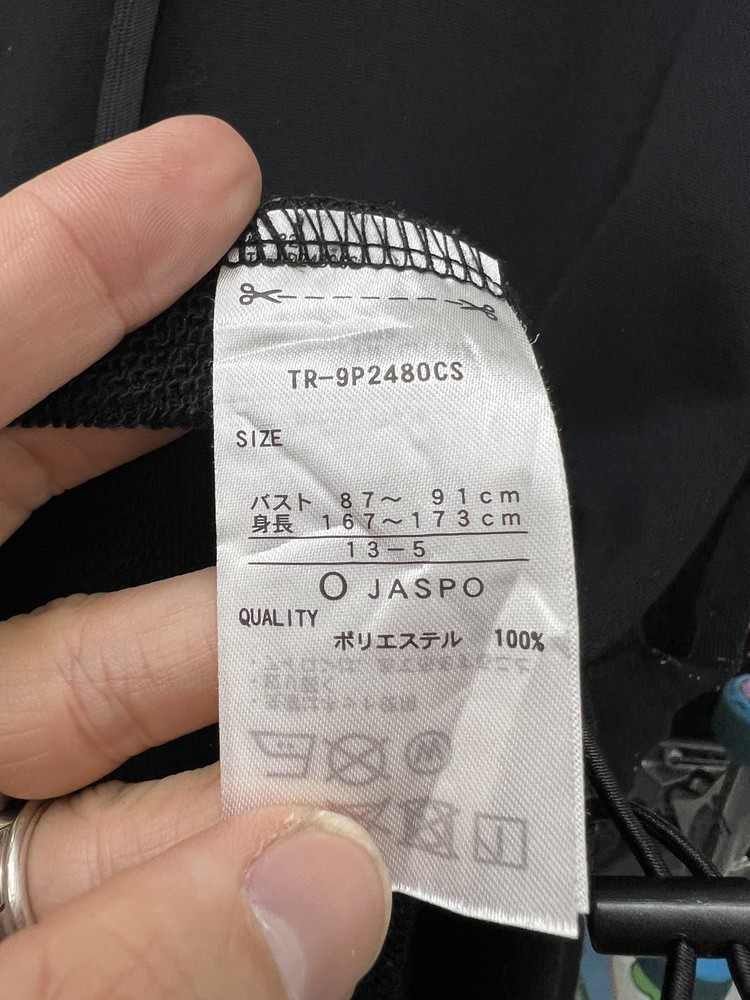 TR-9P2480CS
SIZE
バスト 87～ 91cm
身長 167～173cm
13-5
O JASPO
QUALITY
ポリエステル 100%